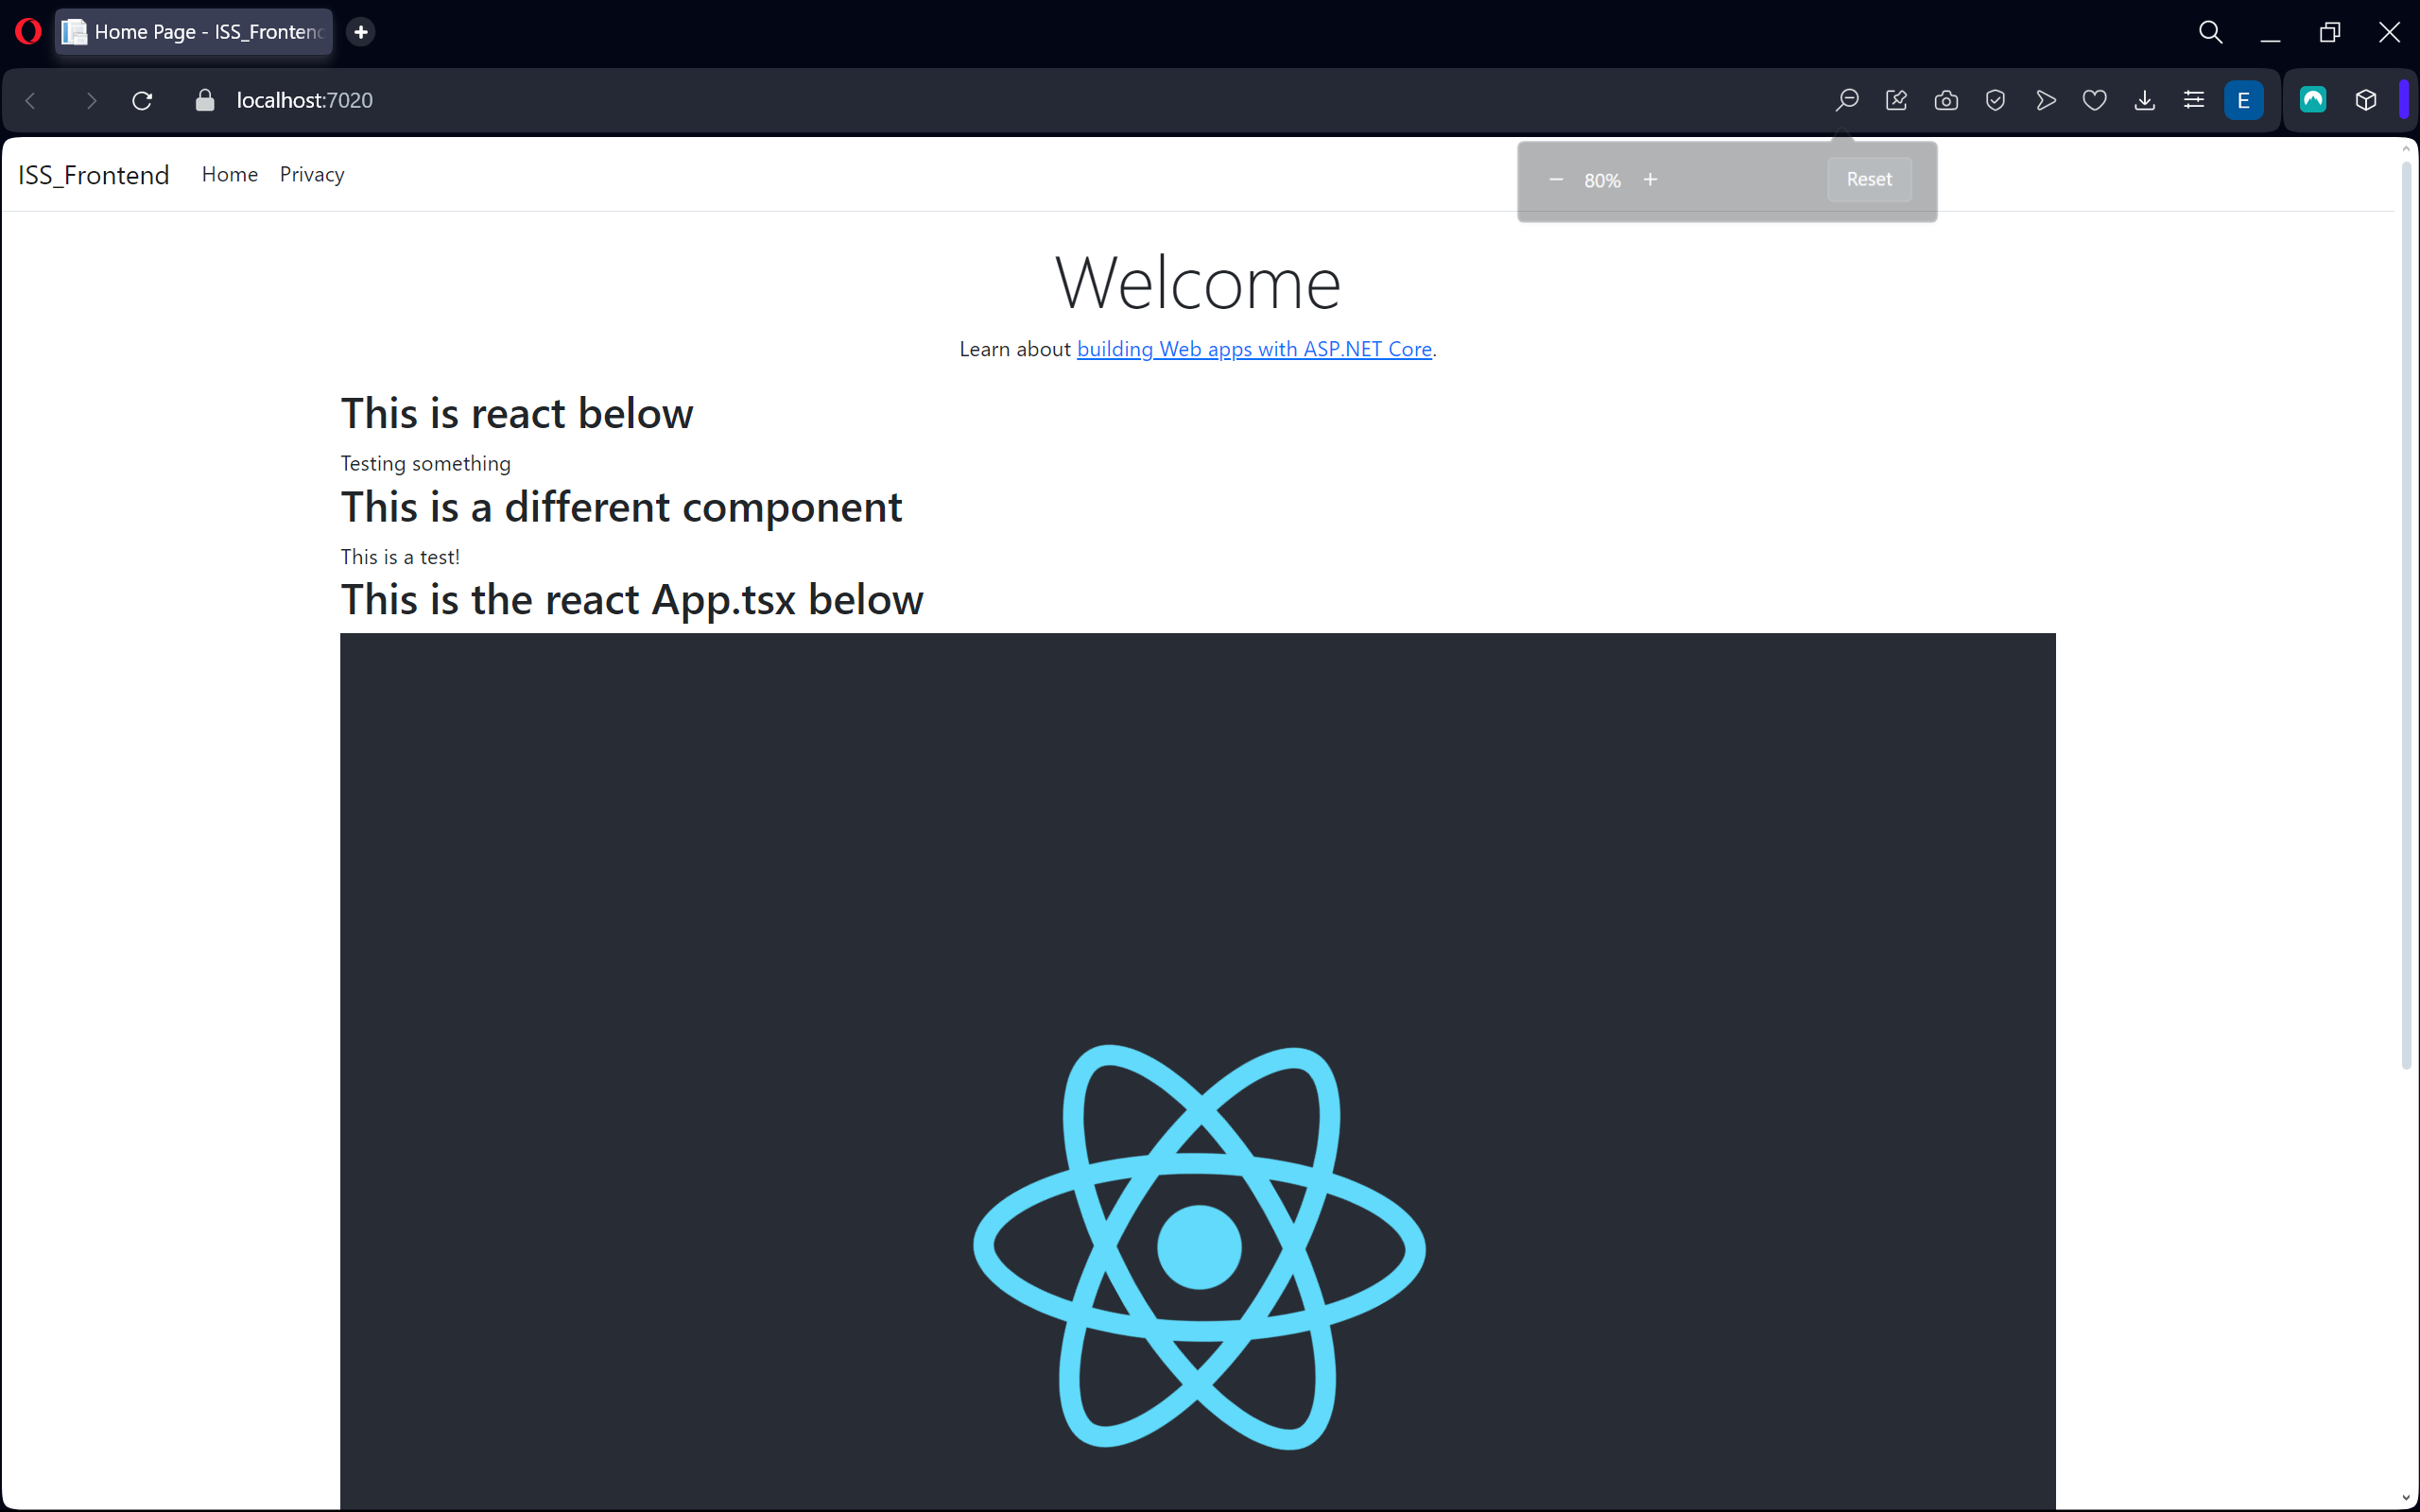 Home Page - ISS_Frontend
localhost:7020
E
ISS_Frontend Home Privacy
80%
Reset
Welcome
Learn about building Web apps with ASP.NET Core.
This is react below
Testing something
This is a different component
This is a test!
This is the react App.tsx below